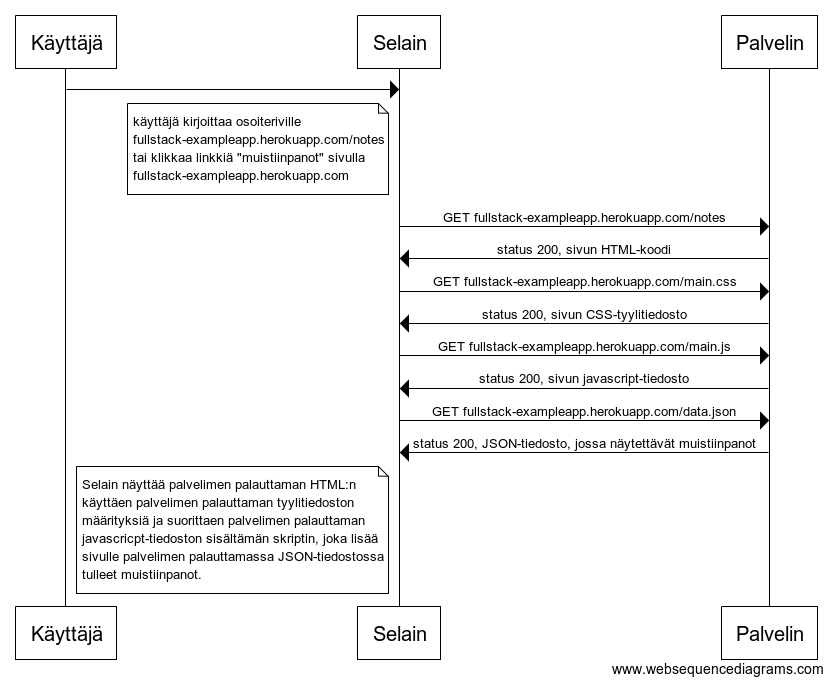 Käyttäjä
Selain
Palvelin
käyttäjä kirjoittaa osoiteriville
fullstack-exampleapp.herokuapp.com/notes
tai klikkaa linkkiä "muistiinpanot" sivulla
fullstack-exampleapp.herokuapp.com
GET fullstack-exampleapp.herokuapp.com/notes
status 200, sivun HTML-koodi
GET fullstack-exampleapp.herokuapp.com/main.css
status 200, sivun CSS-tyylitiedosto
GET fullstack-exampleapp.herokuapp.com/main.js
status 200, sivun javascript-tiedosto
GET fullstack-exampleapp.herokuapp.com/data.json
status 200, JSON-tiedosto, jossa näytettävät muistiinpanot
Selain näyttää palvelimen palauttaman HTML:n
käyttäen palvelimen palauttaman tyylitiedoston
määrityksiä ja suorittaen palvelimen palauttaman
javascricpt-tiedoston sisältämän skriptin, joka lisää
sivulle palvelimen palauttamassa JSON-tiedostossa
tulleet muistiinpanot.
Käyttäjä
Selain
Palvelin
www.websequencediagrams.com